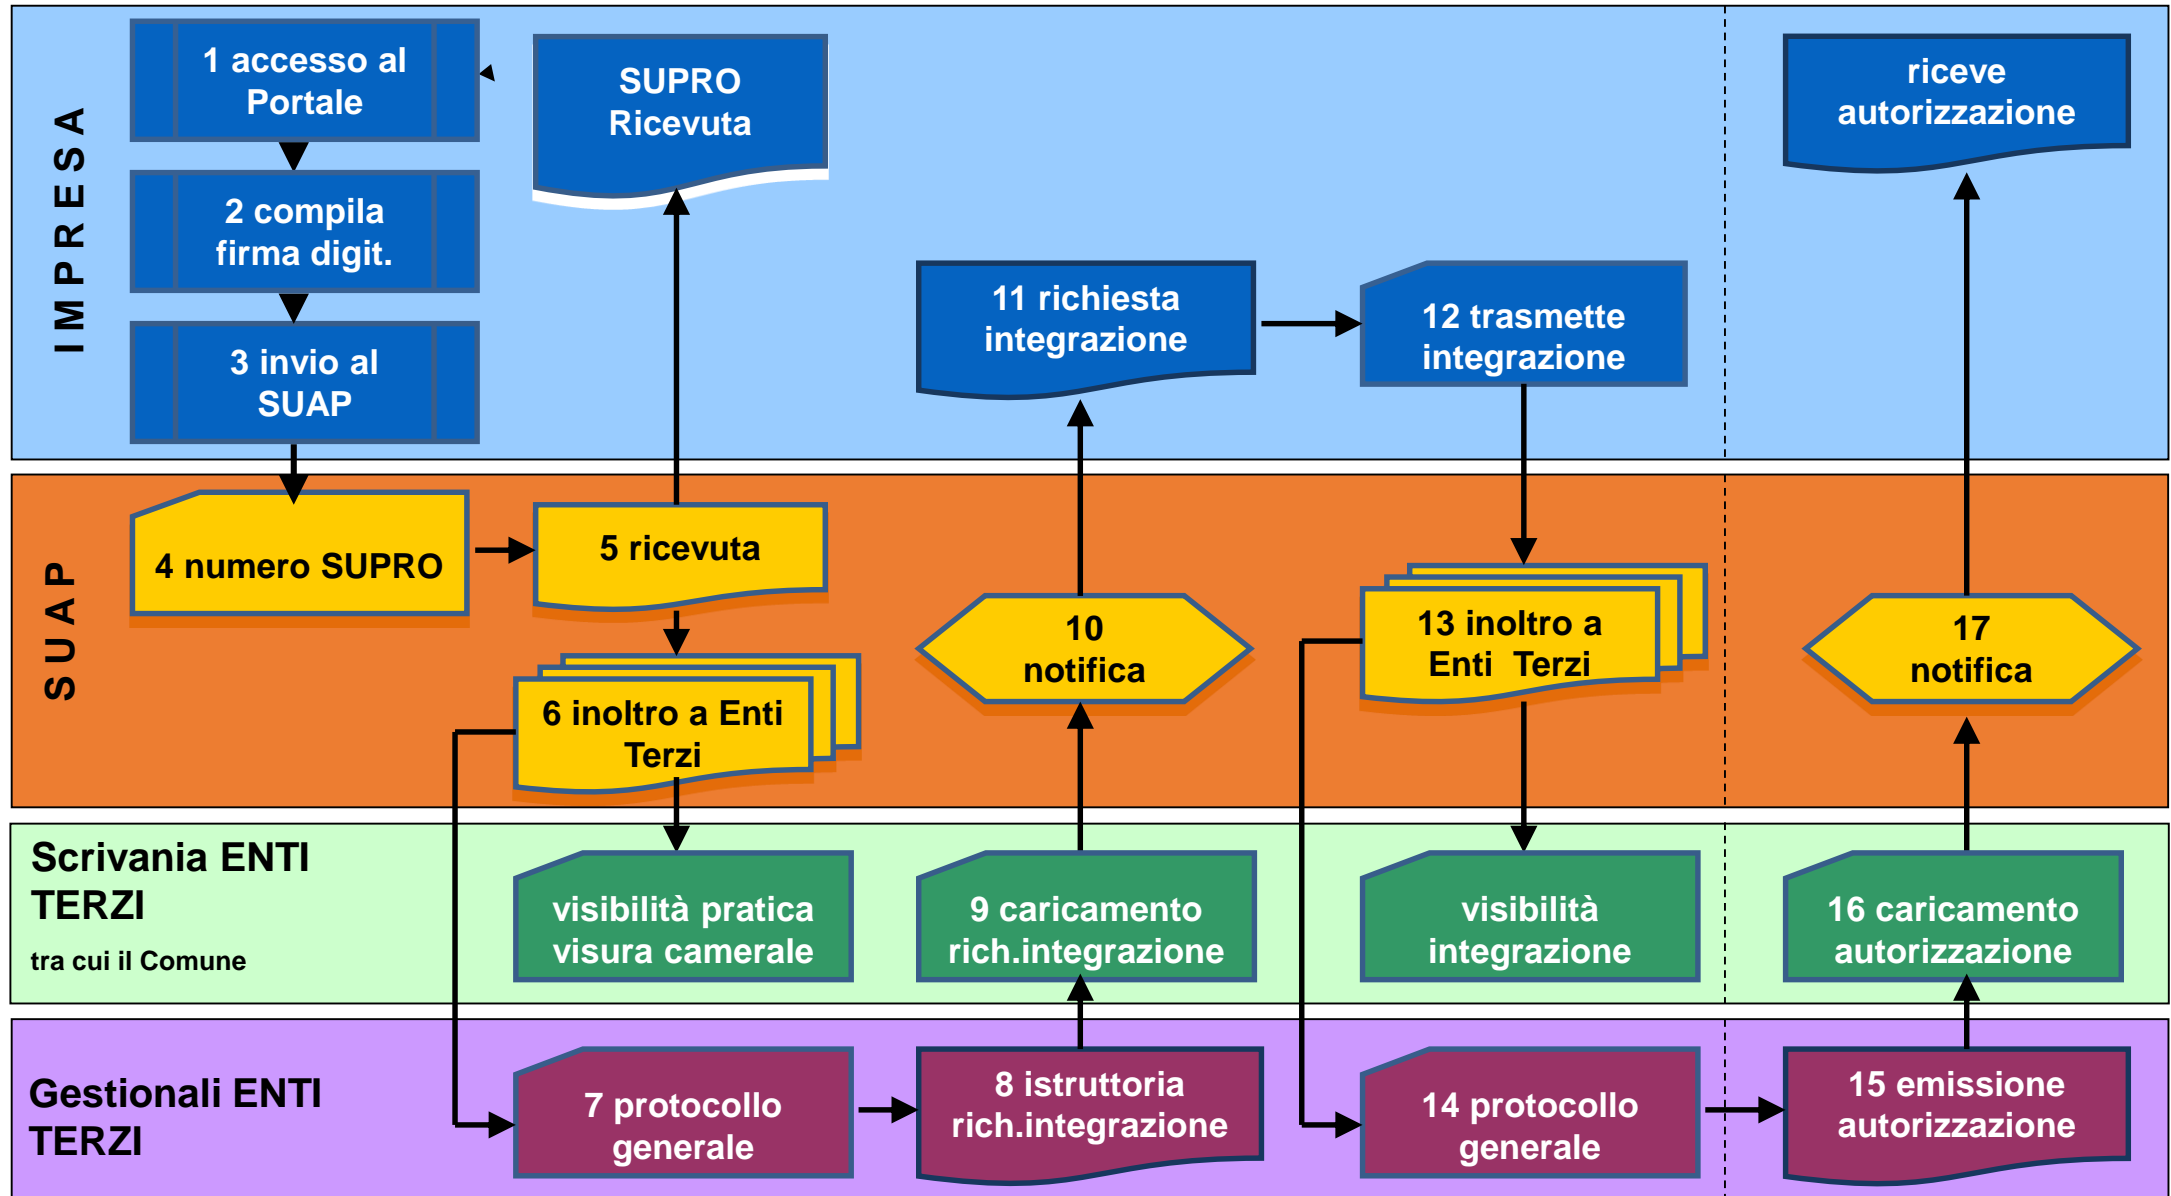 IMPRESA
1 accesso al
Portale
2 compila
firma digit.
3 invio al
SUAP
SUPRO
Ricevuta
11 richiesta
integrazione
12 trasmette
integrazione
riceve
autorizzazione
SUAP
4 numero SUPRO
5 ricevuta
6 inoltro a Enti
Terzi
10
notifica
13 inoltro a
Enti Terzi
17
notifica
Scrivania ENTI
TERZI
tra cui il Comune
visibilità pratica
visura camerale
9 caricamento
rich.integrazione
visibilità
integrazione
16 caricamento
autorizzazione
Gestionali ENTI
TERZI
7 protocollo
generale
8 istruttoria
rich.integrazione
14 protocollo
generale
15 emissione
autorizzazione